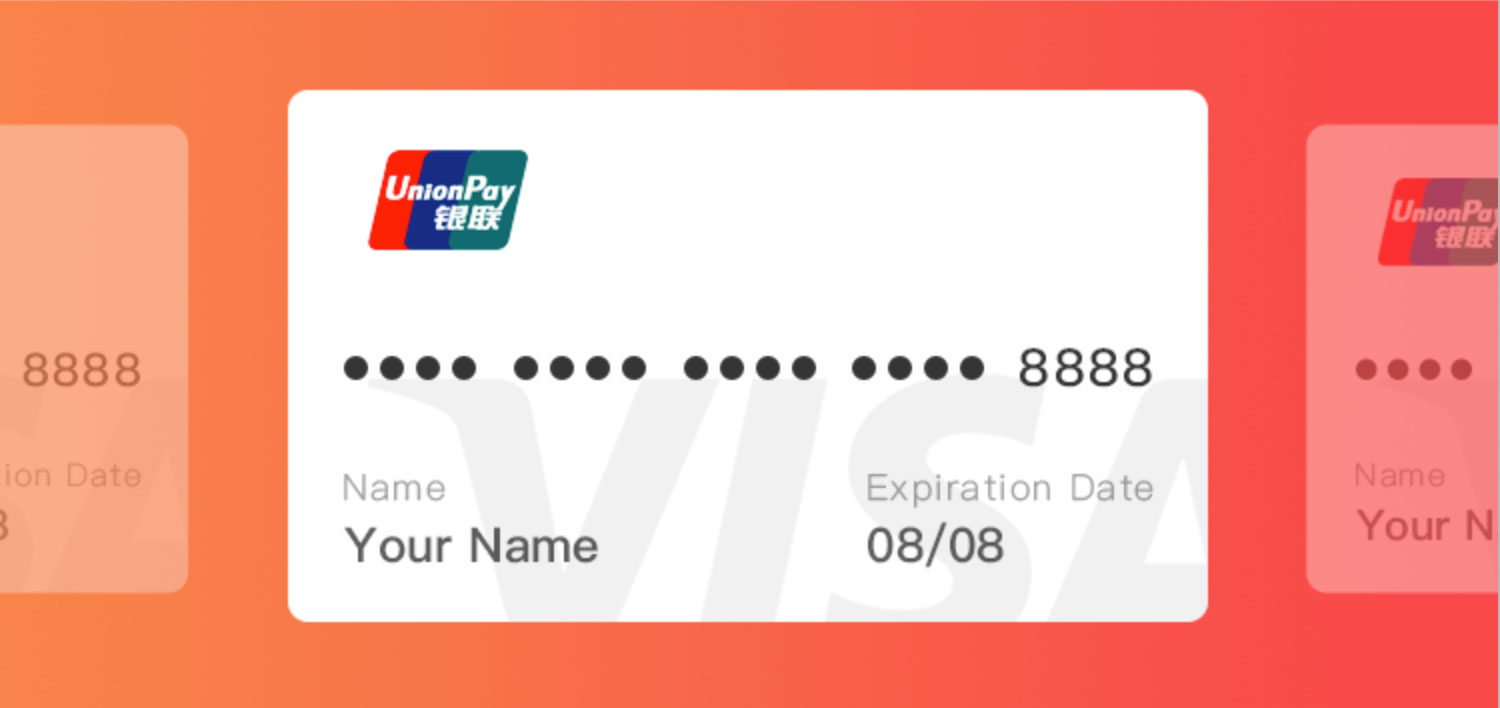 UnionPay
银联
•••• •••• •••• •••• 8888
VISA
Name
Expiration Date
Your Name
08/08
8888
Date
UnionPay
银联
••••
Name
Your N